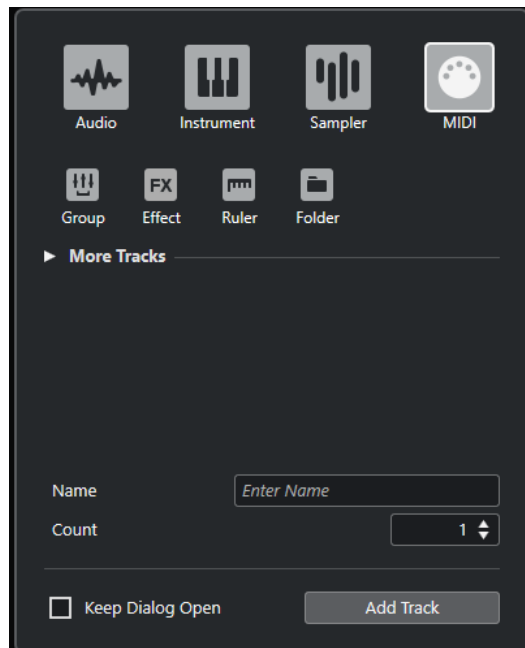 Audio Instrument Sampler MIDI
FX
Group Effect Ruler Folder
More Tracks
Name Enter Name
Count 1
Keep Dialog Open Add Track